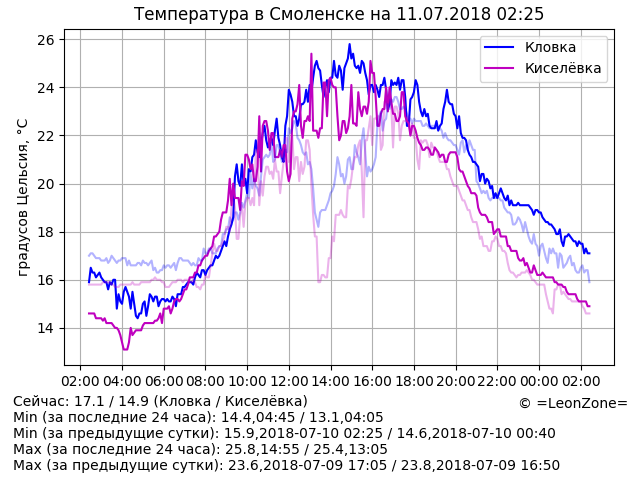 Температура в Смоленске на 11.07.2018 02:25
градусов Цельсия, °C
26
24
22
20
18
16
14
Кловка
Киселёвка
02:00 04:00 06:00 08:00 10:00 12:00 14:00 16:00 18:00 20:00 22:00 00:00 02:00
Сейчас: 17.1 / 14.9 (Кловка / Киселёвка)
© =LeonZone=
Min (за последние 24 часа): 14.4,04:45 / 13.1,04:05
Min (за предыдущие сутки): 15.9,2018-07-10 02:25 / 14.6,2018-07-10 00:40
Max (за последние 24 часа): 25.8,14:55 / 25.4,13:05
Max (за предыдущие сутки): 23.6,2018-07-09 17:05 / 23.8,2018-07-09 16:50